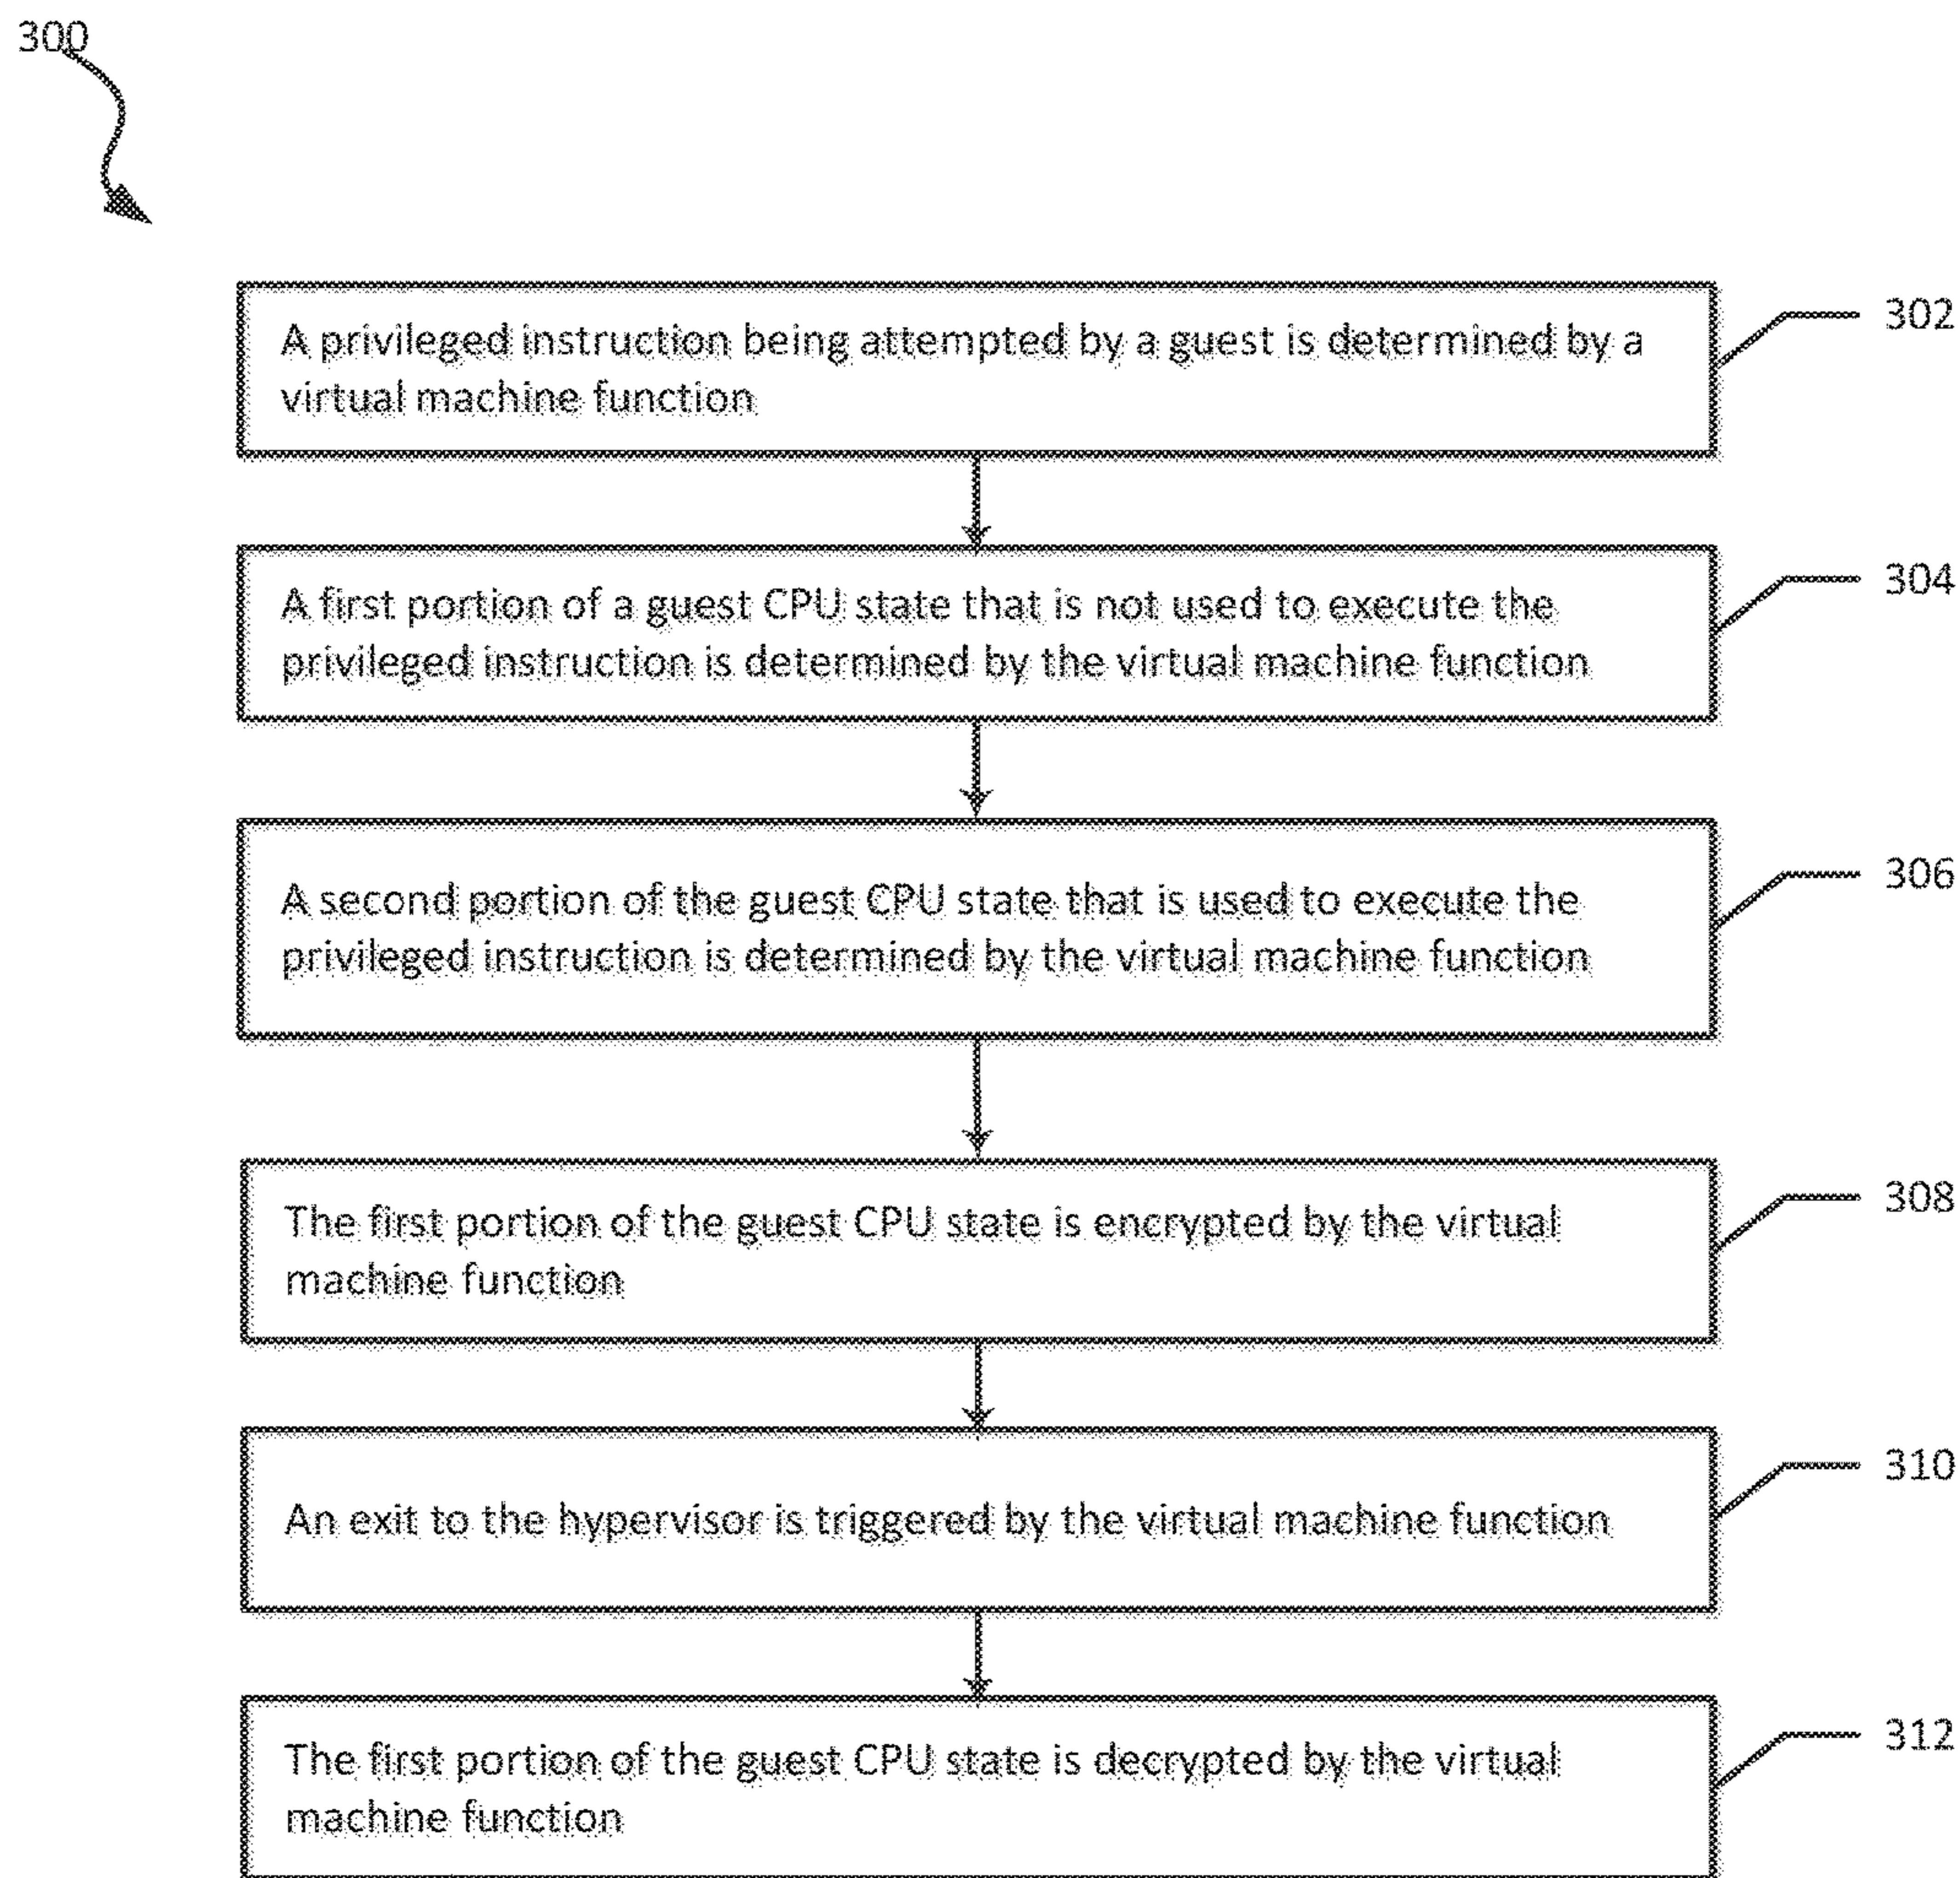 300
A privileged instruction being attempted by a guest is determined by a
virtual machine function
302
A first portion of a guest CPU state that is not used to execute the
privileged instruction is determined by the virtual machine function
304
A second portion of the guest CPU state that is used to execute the
privileged instruction is determined by the virtual machine function
306
The first portion of the guest CPU state is encrypted by the virtual
machine function
308
An exit to the hypervisor is triggered by the virtual machine function
310
The first portion of the guest CPU state is decrypted by the virtual
machine function
312